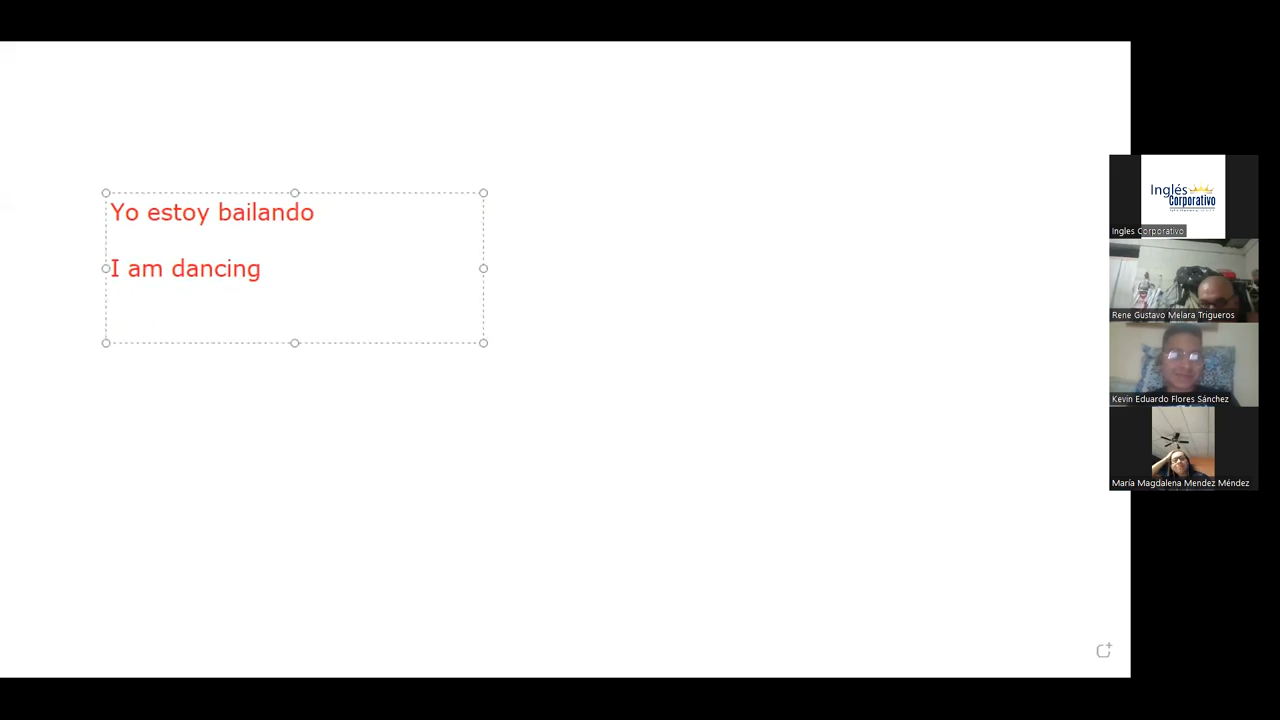 Yo estoy bailando
I am dancing
Inglés
Corporativo
Ingles Corporativo
Rene Gustavo Melara Trigueros
Kevin Eduardo Flores Sánchez
María Magdalena Mendez Méndez